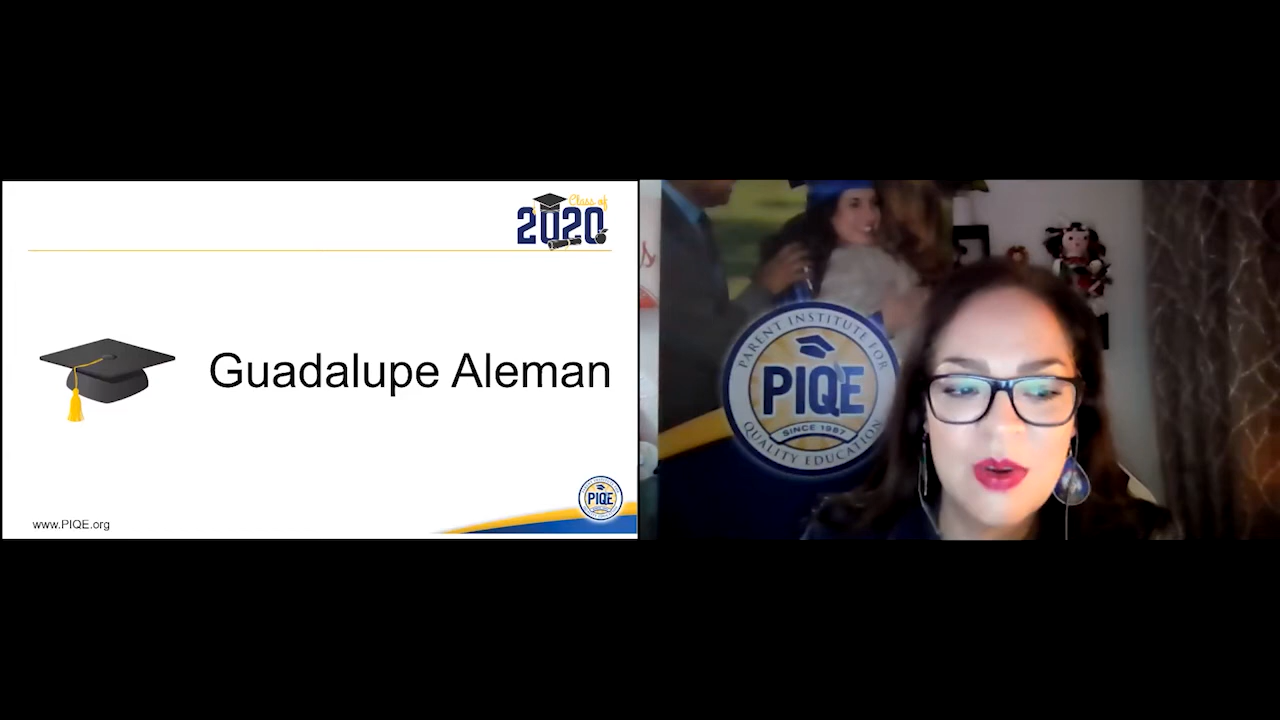 Class of
2020
Guadalupe Aleman
PIQE
www.PIQE.org
PARENT INSTITUTE FOR
PIQE
SINCE 1987
QUALITY EDUCATION